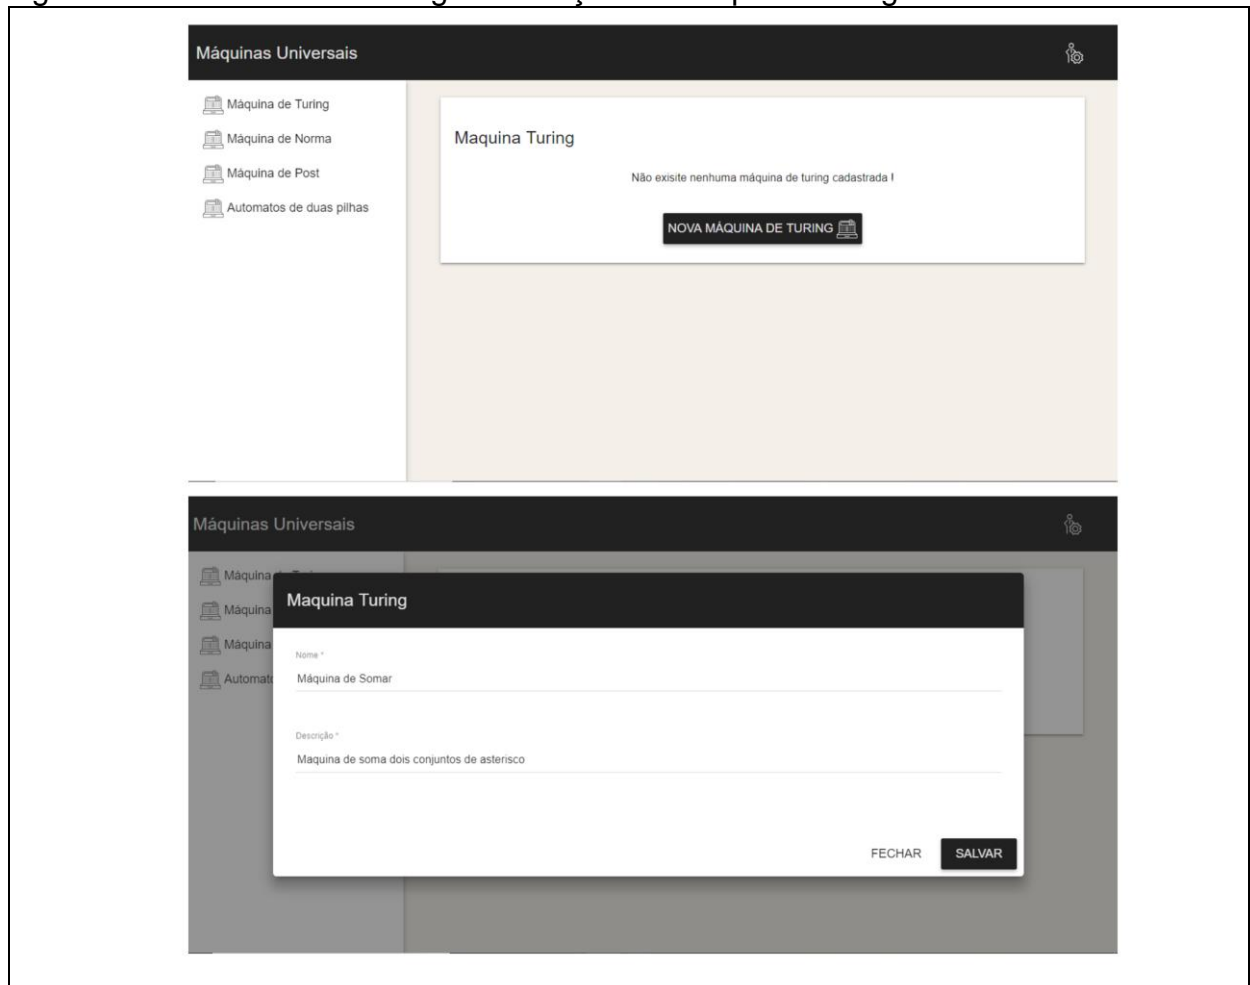 Máquinas Universais
Máquina de Turing
Máquina de Norma
Máquina de Post
Automatos de duas pilhas
Maquina Turing
Não exisite nenhuma máquina de turing cadastrada !
NOVA MÁQUINA DE TURING
Máquinas Universais
Máquina
Máquina
Máquina
Automat
Maquina Turing
Nome *
Máquina de Somar
Descrição *
Maquina de soma dois conjuntos de asterisco
FECHAR SALVAR